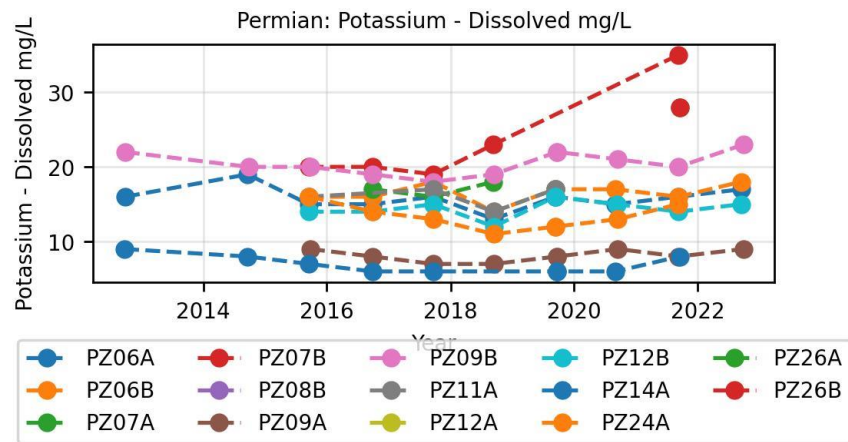 Permian: Potassium - Dissolved mg/L
Potassium - Dissolved mg/L
30
20
10
2014 2016 2018 2020 2022
Year
PZ06A PZ07B PZ09B PZ12B PZ26A
PZ06B PZ08B PZ11A PZ14A PZ26B
PZ07A PZ09A PZ12A PZ24A